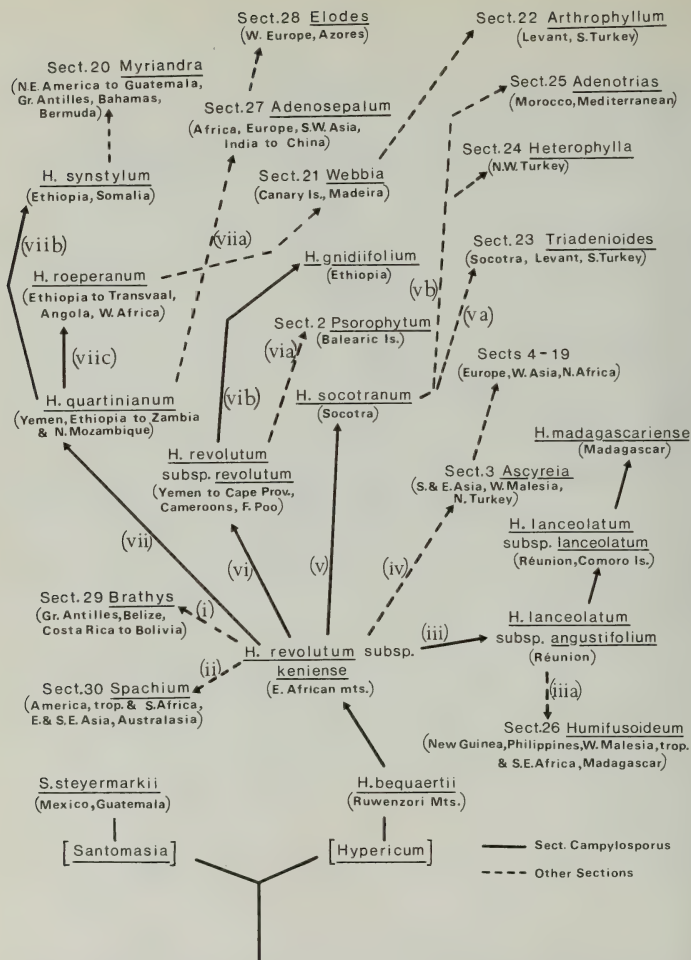 Sect.28 Elodes
(W. Europe, Azores)
Sect.22 Arthrophyllum
(Levant, S.Turkey)
Sect.20 Myriandra
(N.E. America to Guatemala,
Gr. Antilles, Bahamas,
Bermuda)
Sect.25 Adenotrias
(Morocco, Mediterranean)
Sect.27 Adenosepalum
(Africa, Europe, S.W. Asia,
India to China)
Sect.24 Heterophylla
(N.W. Turkey)
H. synstylum
(Ethiopia, Somalia)
Sect.21 Webbia
(Canary Is., Madeira)
(viib)
(viia)
Sect.23 Triadenioides
(Socotra, Levant, S.Turkey)
H. gnidiifolium
(Ethiopia)
H. roeperanum
(Ethiopia to Transvaal,
Angola, W. Africa)
(vb)
(va)
Sect.2 Psorophytum
(Balearic Is.)
(via)
Sects 4-19
(Europe, W. Asia, N. Africa)
(viic)
(vib)
H. quartinianum
(Yemen, Ethiopia to Zambia
& N. Mozambique)
H. socotranum
(Socotra)
H. madagascariense
(Madagascar)
H. revolutum
subsp. revolutum
(Yemen to Cape Prov.,
Cameroons, F. Poo)
Sect.3 Ascyreia
(S.& E. Asia, W. Malesia,
N. Turkey)
H. lanceolatum
subsp. lanceolatum
(Réunion, Comoro Is.)
(vii)
(vi)
(v)
(iv)
Sect.29 Brathys
(Gr. Antilles, Belize,
Costa Rica to Bolivia)
(i)
H. lanceolatum
subsp. angustifolium
(Réunion)
(iii)
H. revolutum subsp.
keniense
(E. African mts.)
(ii)
Sect.30 Spachium
(America, trop. & S. Africa,
E.& S.E. Asia, Australasia)
(iiia)
Sect.26 Humifusoideum
(New Guinea, Philippines, W. Malesia, trop.
& S.E. Africa, Madagascar)
S. steyermarkii
(Mexico, Guatemala)
H. bequaertii
(Ruwenzori Mts.)
[Santomasia]
[Hypericum]
Sect. Campylosporus
Other Sections